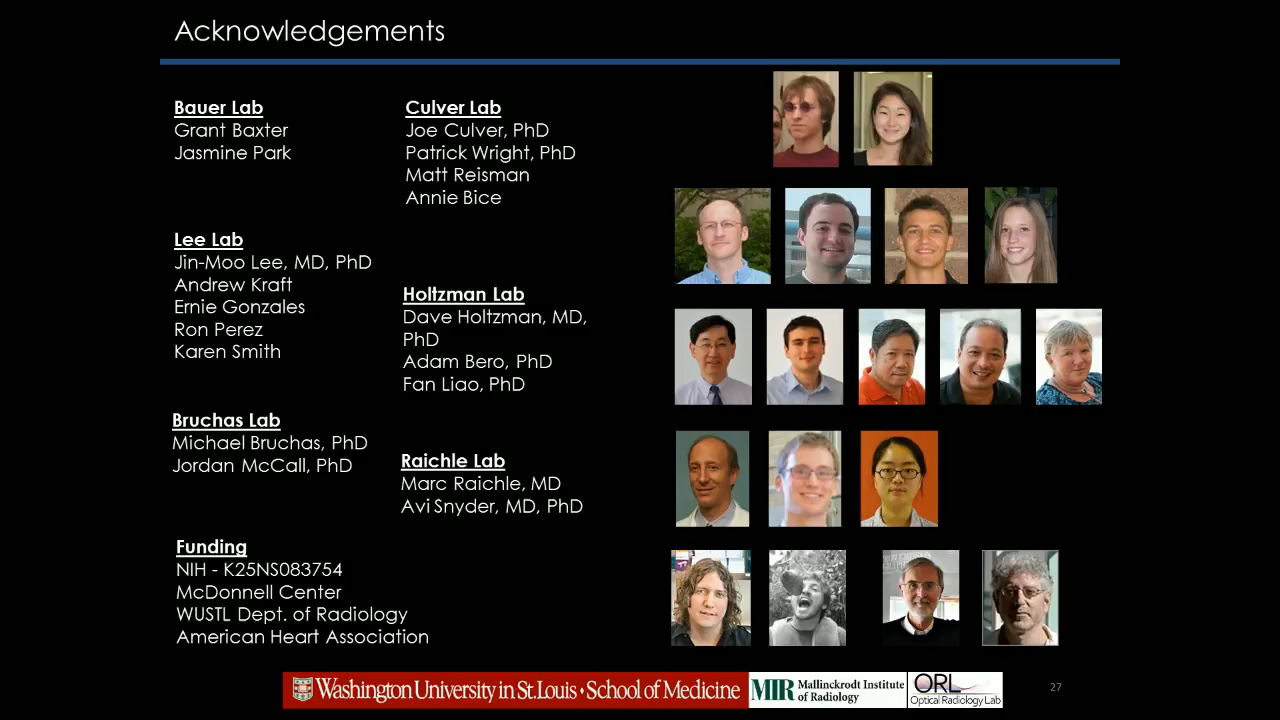 Acknowledgements
Bauer Lab
Grant Baxter
Jasmine Park
Culver Lab
Joe Culver, PhD
Patrick Wright, PhD
Matt Reisman
Annie Bice
Lee Lab
Jin-Moo Lee, MD, PhD
Andrew Kraft
Ernie Gonzales
Ron Perez
Karen Smith
Holtzman Lab
Dave Holtzman, MD,
PhD
Adam Bero, PhD
Fan Liao, PhD
Bruchas Lab
Michael Bruchas, PhD
Jordan McCall, PhD
Raichle Lab
Marc Raichle, MD
Avi Snyder, MD, PhD
Funding
NIH - K25NS083754
McDonnell Center
WUSTL Dept. of Radiology
American Heart Association
Washington University in St. Louis • School of Medicine
MIR Mallinckrodt Institute
of Radiology
ORL
Optical Radiology Lab
27